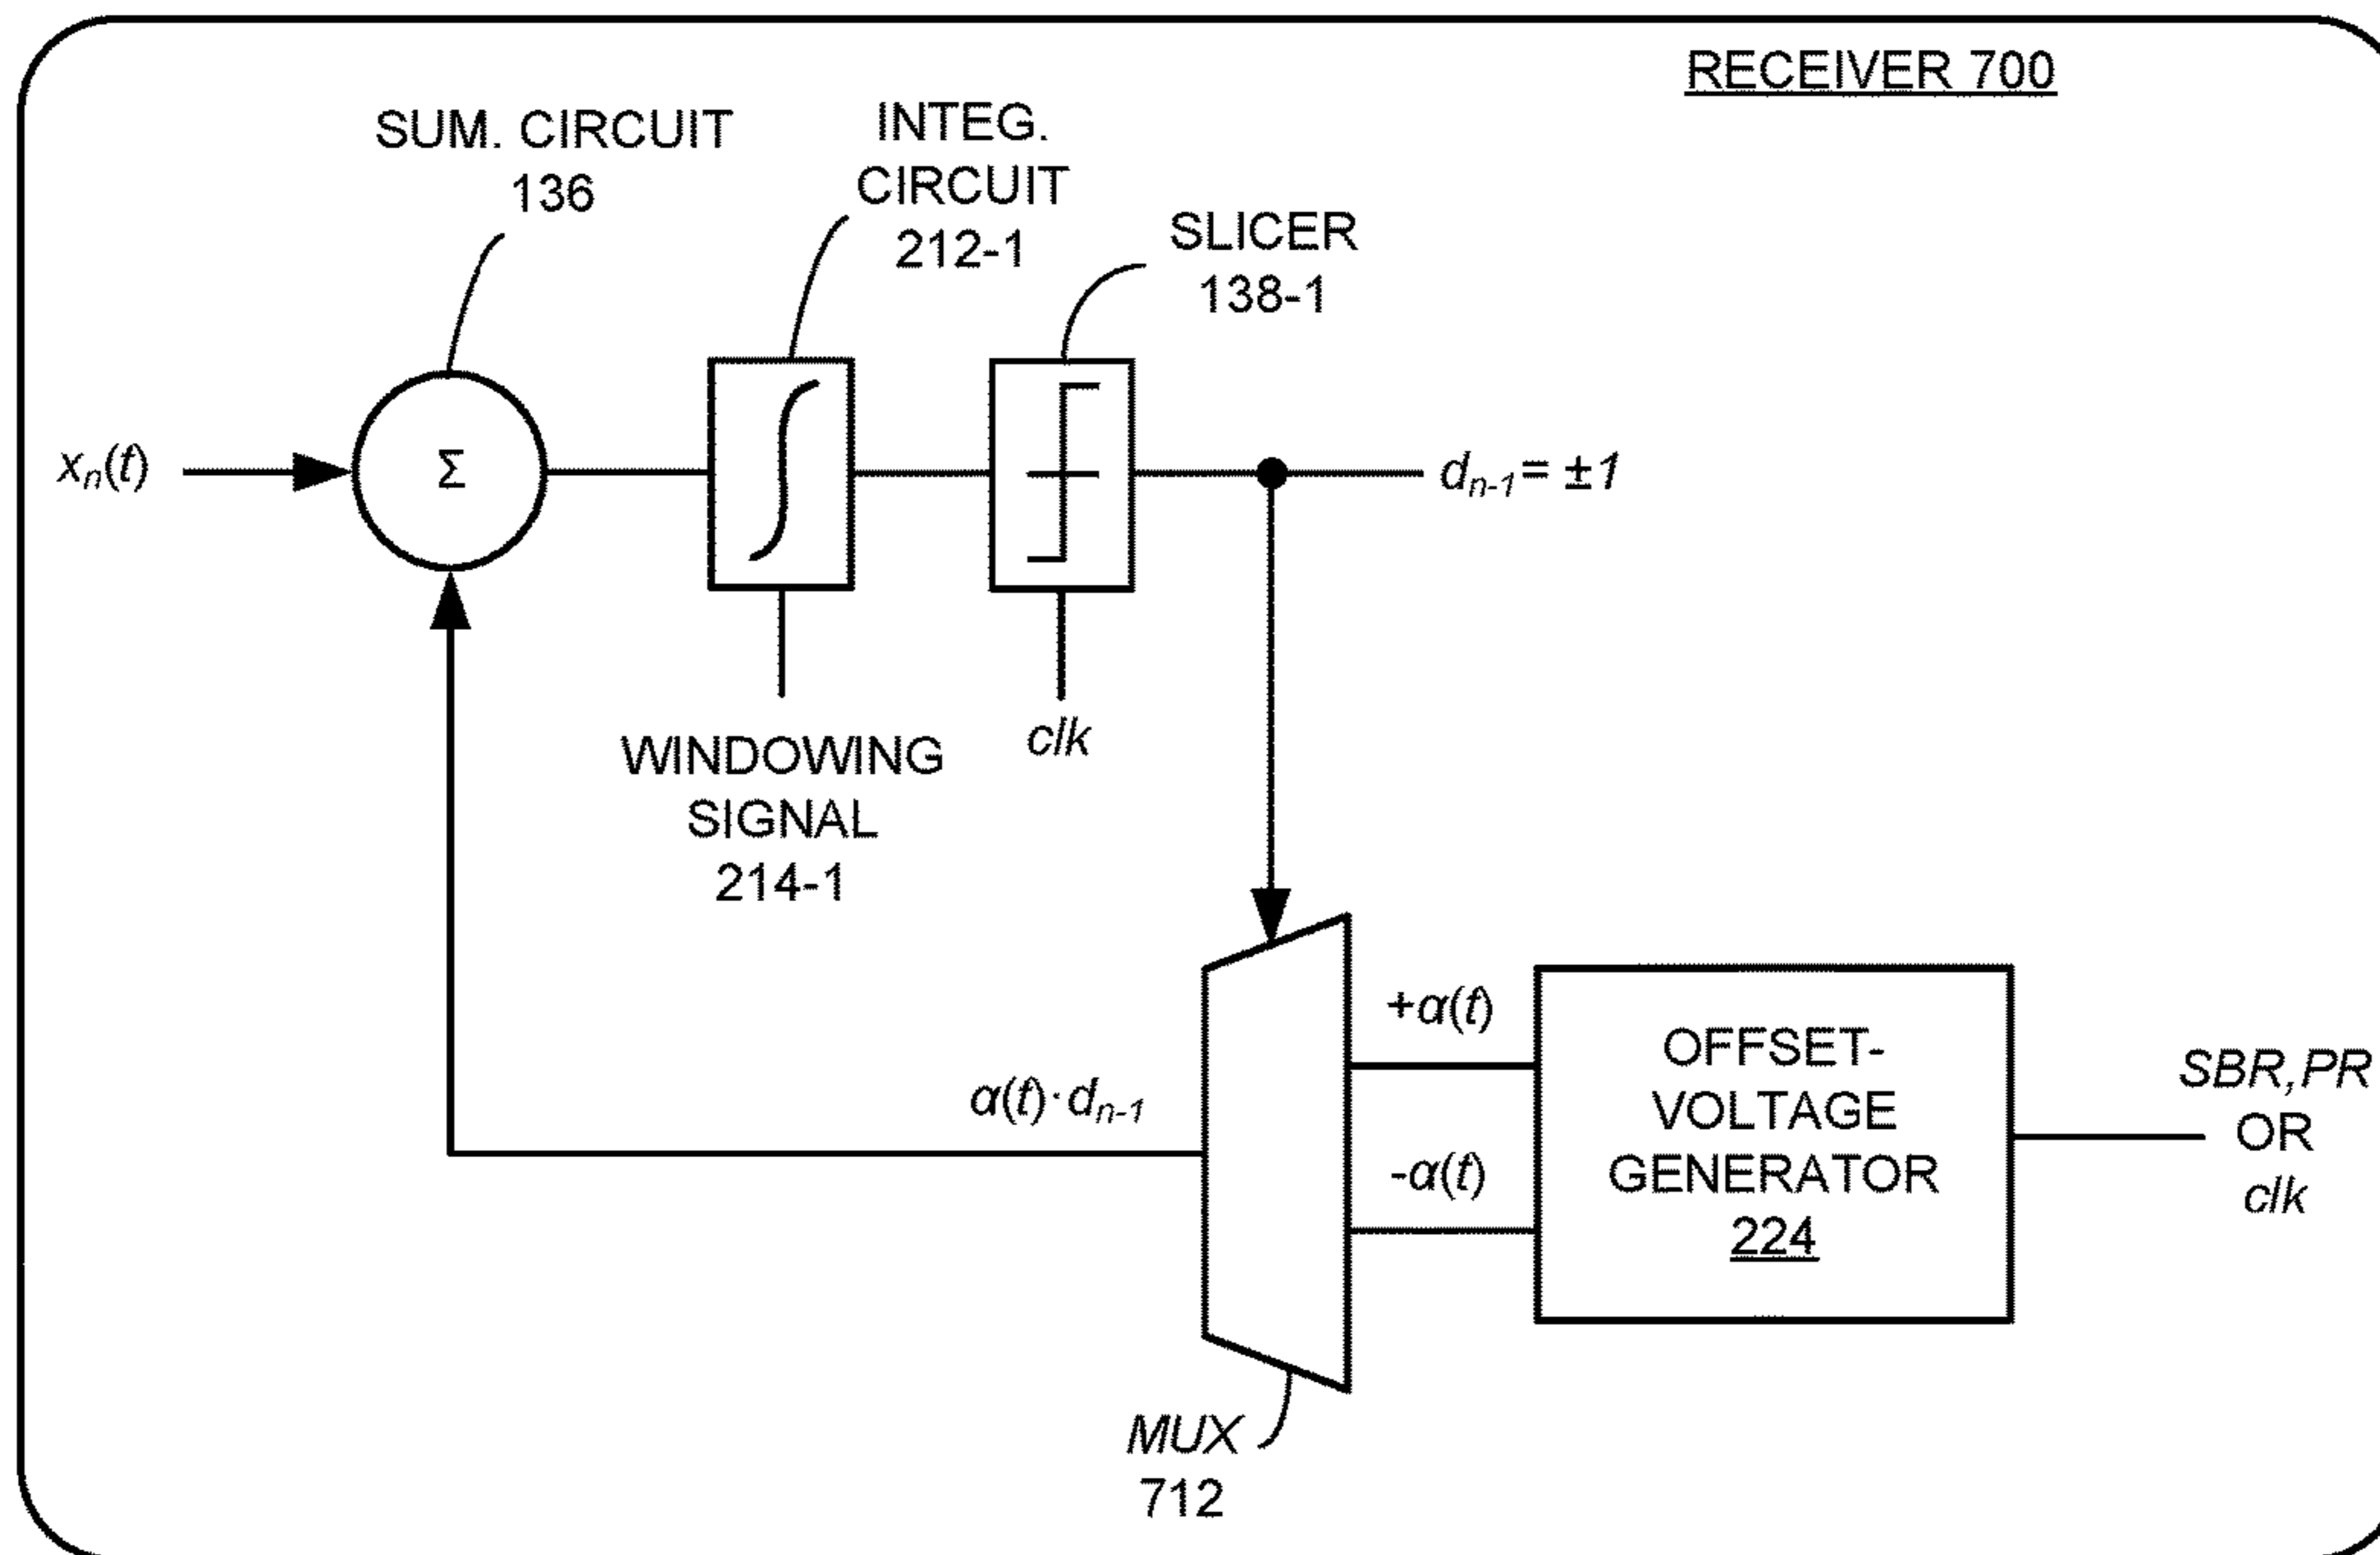 RECEIVER 700
SUM. CIRCUIT
136
INTEG.
CIRCUIT
212-1
SLICER
138-1
xn(t)
Σ
dn-1= ±1
WINDOWING
SIGNAL
214-1
clk
+α(t)
-α(t)
α(t)·dn-1
OFFSET-
VOLTAGE
GENERATOR
224
SBR,PR
OR
clk
MUX
712